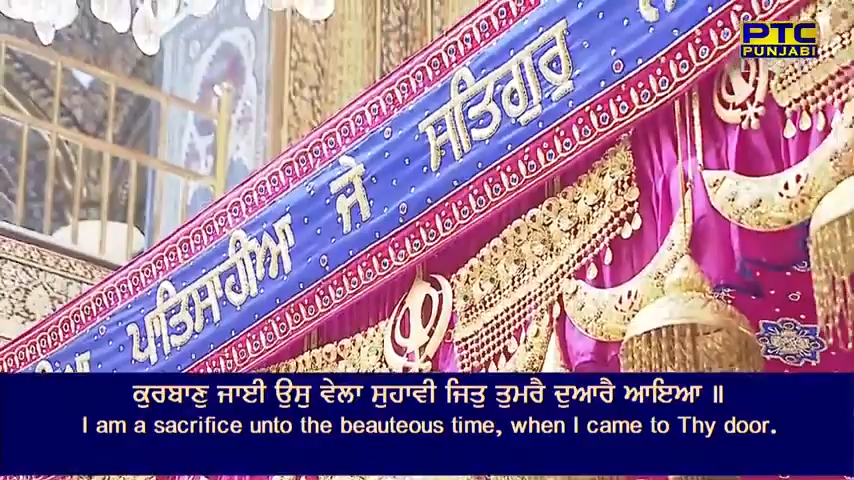 PTC
PUNJABI
ਪਾਤਿਸਾਹੀਆ ਜੇ ਸਤਿਗੁਰੂ
ਕੁਰਬਾਣੁ ਜਾਈ ਉਸੁ ਵੇਲਾ ਸੁਹਾਵੀ ਜਿਤੁ ਤੁਮਰੈ ਦੁਆਰੈ ਆਇਆ ॥
I am a sacrifice unto the beauteous time, when I came to Thy door.